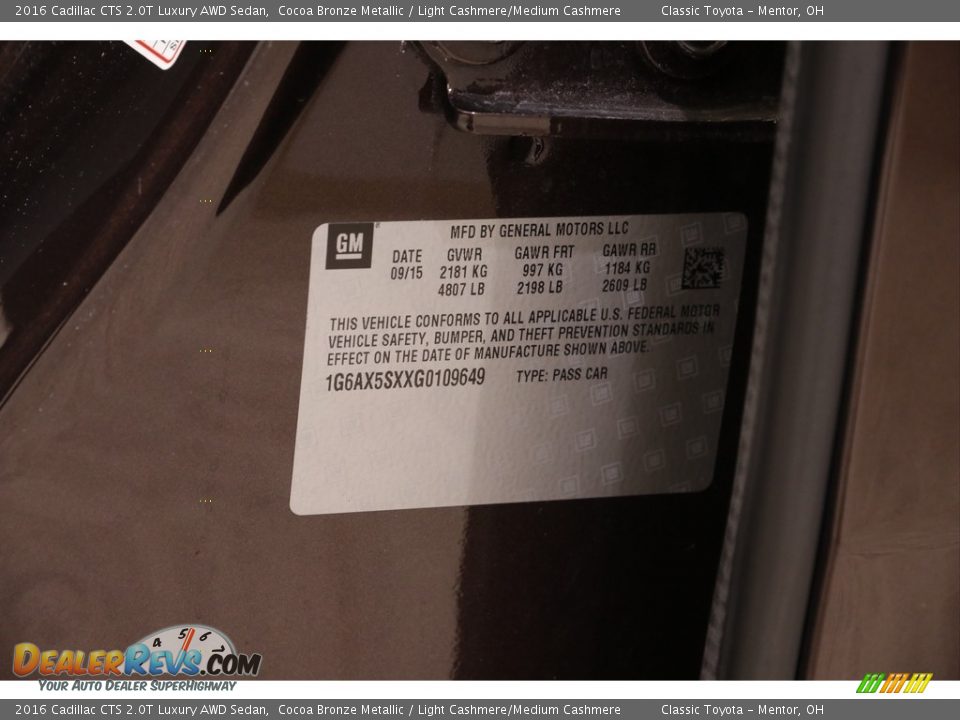 2016 Cadillac CTS 2.0T Luxury AWD Sedan, Cocoa Bronze Metallic / Light Cashmere/Medium Cashmere Classic Toyota – Mentor, OH
GM
MFD BY GENERAL MOTORS LLC
DATE GVWR GAWR FRT GAWR RR
09/15 2181 KG 997 KG 1184 KG
4807 LB 2198 LB 2609 LB
THIS VEHICLE CONFORMS TO ALL APPLICABLE U.S. FEDERAL MOTOR
VEHICLE SAFETY, BUMPER, AND THEFT PREVENTION STANDARDS IN
EFFECT ON THE DATE OF MANUFACTURE SHOWN ABOVE.
1G6AX5SXXG0109649 TYPE: PASS CAR
4 5 6
DEALERREVS.COM
YOUR AUTO DEALER SUPERHIGHWAY
2016 Cadillac CTS 2.0T Luxury AWD Sedan, Cocoa Bronze Metallic / Light Cashmere/Medium Cashmere Classic Toyota – Mentor, OH